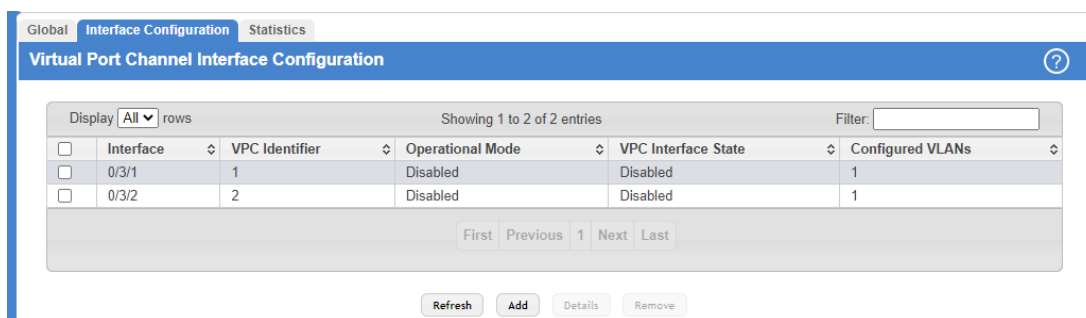 Global Interface Configuration Statistics
Virtual Port Channel Interface Configuration ?
Display All rows Showing 1 to 2 of 2 entries Filter:
Interface VPC Identifier Operational Mode VPC Interface State Configured VLANs
0/3/1 1 Disabled Disabled 1
0/3/2 2 Disabled Disabled 1
First Previous 1 Next Last
Refresh Add Details Remove